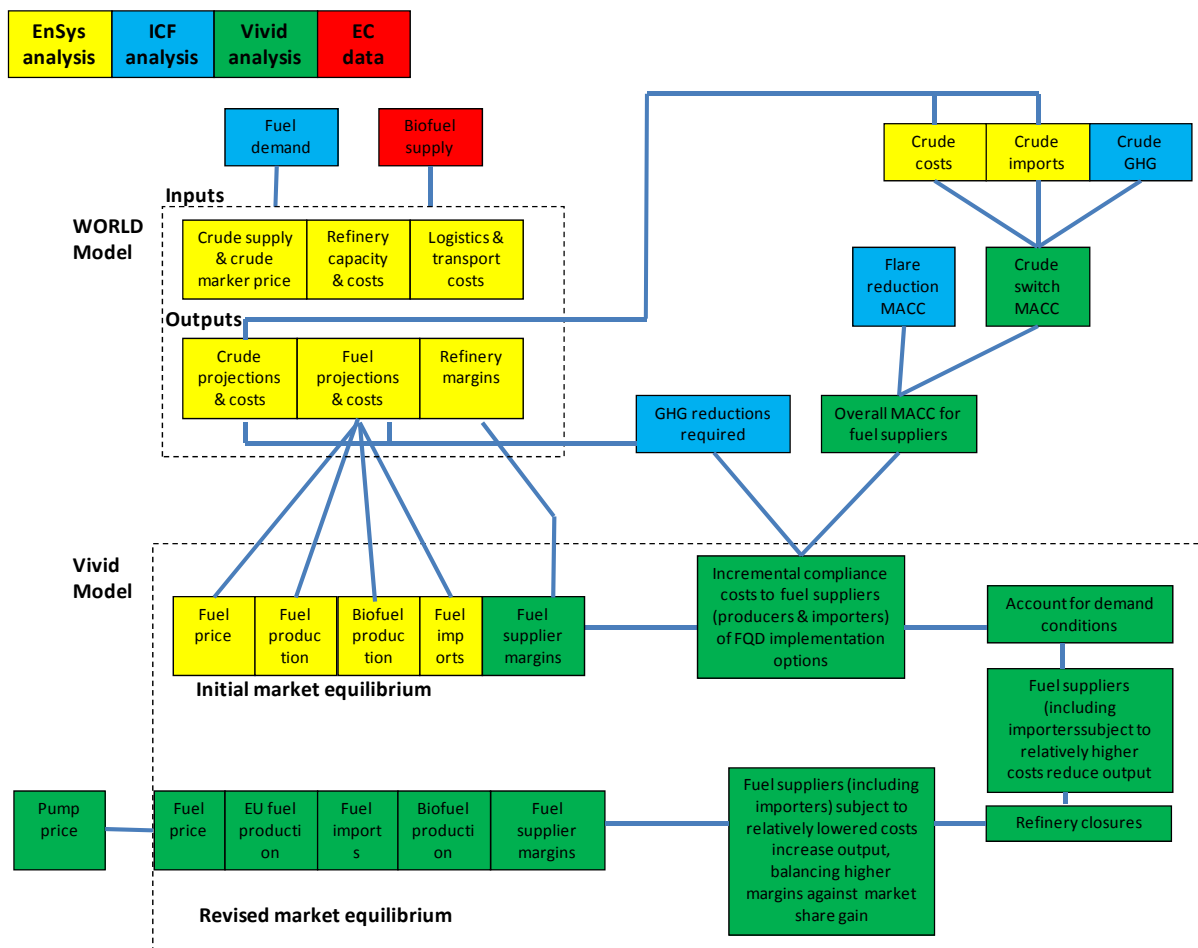 EnSys
analysis
ICF
analysis
Vivid
analysis
EC
data
Fuel
demand
Biofuel
supply
Crude
costs
Crude
imports
Crude
GHG
Inputs
WORLD
Model
Crude supply
& crude
marker price
Refinery
capacity
& costs
Logistics &
transport
costs
Flare
reduction
MACC
Crude
switch
MACC
Outputs
Crude
projections
& costs
Fuel
projections
& costs
Refinery
margins
GHG reductions
required
Overall MACC for
fuel suppliers
Vivid
Model
Fuel
price
Fuel
produc
tion
Biofuel
produc
tion
Fuel
imp
orts
Fuel
supplier
margins
Initial market equilibrium
Incremental compliance
costs to fuel suppliers
(producers & importers)
of FQD implementation
options
Account for demand
conditions
Fuel suppliers
(including
importerssubject to
relatively higher
costs reduce output
Refinery closures
Fuel suppliers (including
importers) subject to
relatively lowered costs
increase output,
balancing higher
margins against market
share gain
Pump
price
Fuel
price
EU fuel
producti
on
Fuel
import
s
Biofuel
producti
on
Fuel
supplier
margins
Revised market equilibrium